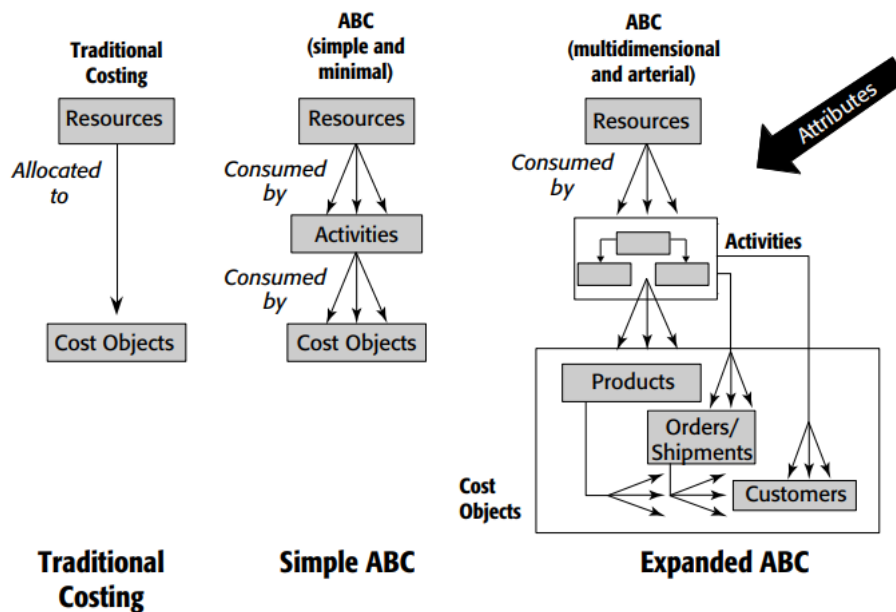 Traditional
Costing
Resources
Allocated
to
Cost Objects
Traditional
Costing
ABC
(simple and
minimal)
Resources
Consumed
by
Activities
Consumed
by
Cost Objects
Simple ABC
ABC
(multidimensional
and arterial)
Attributes
Resources
Consumed
by
Activities
Products
Orders/
Shipments
Customers
Cost
Objects
Expanded ABC